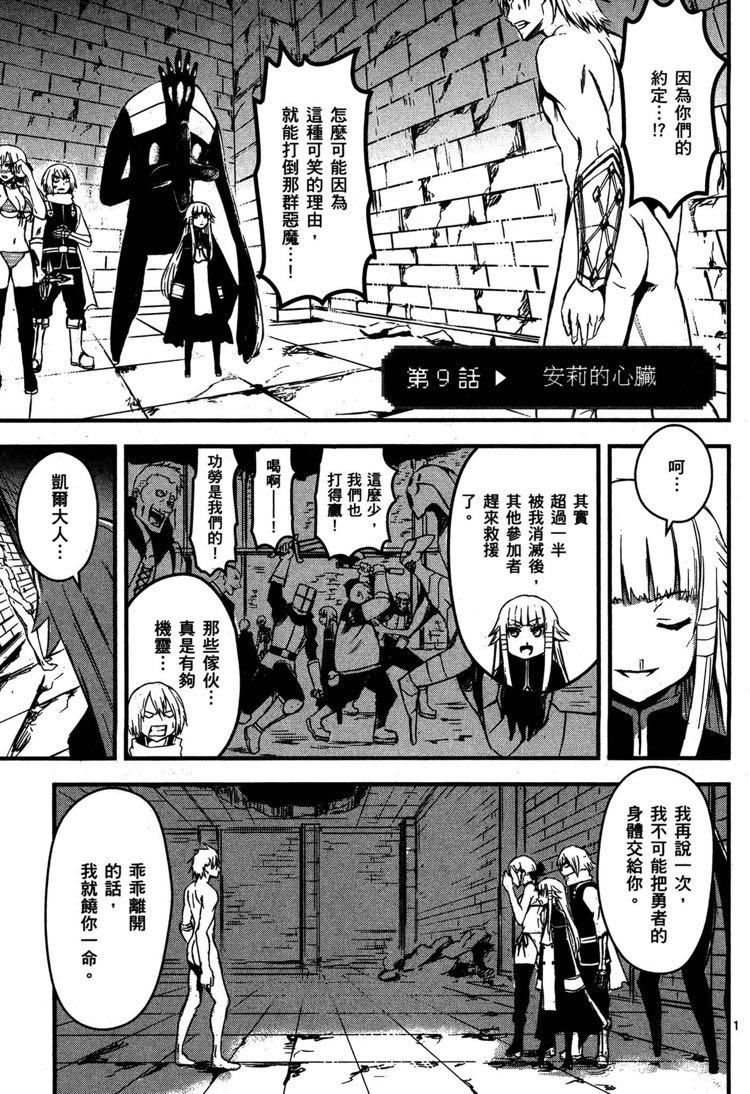 因為你們的
約定…!?
怎麼可能因為
這種可笑的理由，
就能打倒那群惡魔…!
第9話▶ 安莉的心臟
呵…
其實
超過一半
被我消滅後，
其他參加者
趕來救援
了。
這麼少，
我們也
打得贏！
喝啊——！
功勞是我們的！
那些傢伙，
真是有夠
機靈…
凱爾大人…
我再說一次，
我不可能把勇者的
身體交給你。
乖乖離開
的話，
我就饒你一命。
1